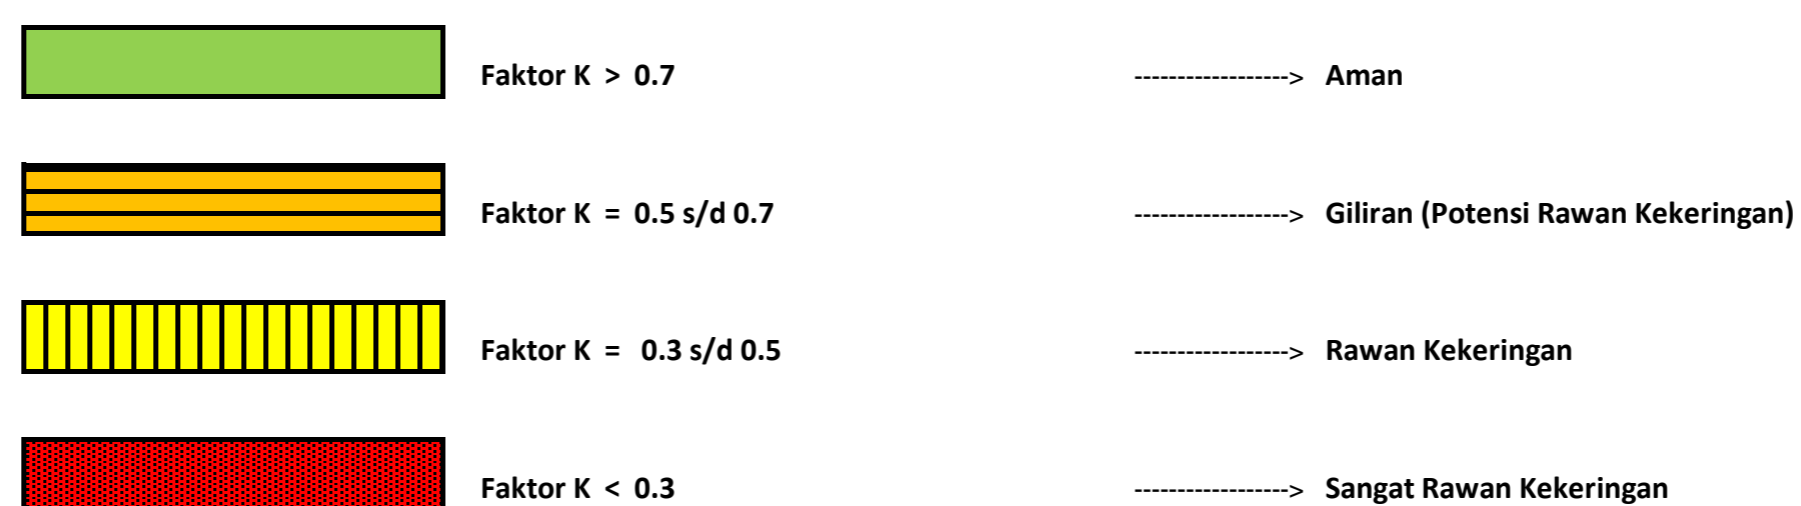 Faktor K > 0.7 ------------------> Aman
Faktor K = 0.5 s/d 0.7 ------------------> Giliran (Potensi Rawan Kekeringan)
Faktor K = 0.3 s/d 0.5 ------------------> Rawan Kekeringan
Faktor K < 0.3 ------------------> Sangat Rawan Kekeringan